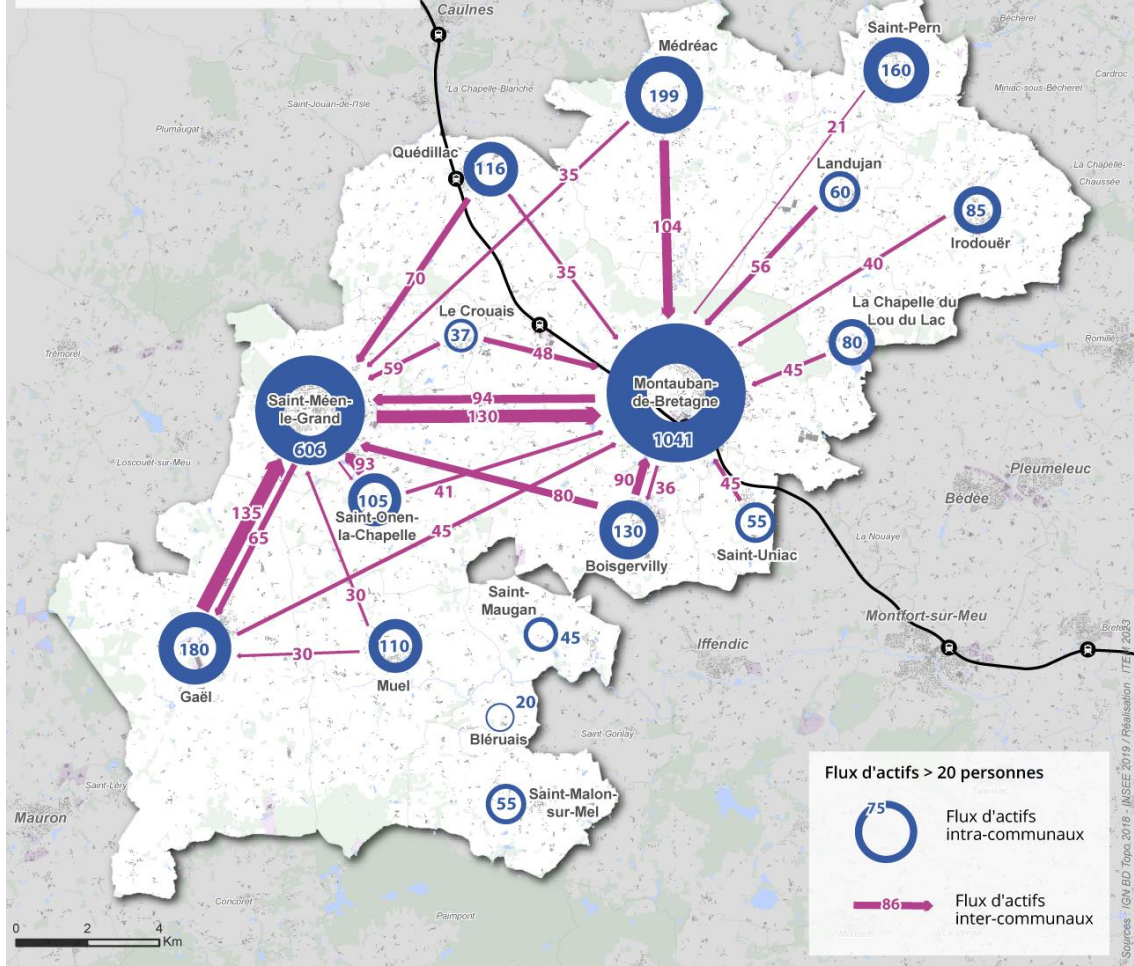 Caulnes
Bécherel
Saint-Pern
160
Médréac
199
Cardroc
Miniac-sous-Bécherel
La Chapelle-Blanche
Saint-Jouan-de-l'Isle
Plumaugat
21
Quédillac
116
35
Landujan
60
La Chapelle-
Chaussée
85
Irodouër
104
56
40
70
35
La Chapelle du
Lou du Lac
80
Le Crouais
37
48
59
45
Trémorel
Romillé
Saint-Méen-
le-Grand
606
94
130
Montauban-
de-Bretagne
1041
Loscouët-sur-Meu
93
105
Saint-Onen-
la-Chapelle
41
80
90
36
45
Pleumeleuc
Bédée
135
65
45
130
Boisgervilly
55
Saint-Uniac
La Nouaye
30
Saint-
Maugan
45
Montfort-sur-Meu
Iffendic
Breteil
180
Gaël
30
110
Muel
20
Bléruais
Saint-Gonlay
Saint-Léry
Mauron
55
Saint-Malon-
sur-Mel
Concoret
Paimpont
0 2 4
Km
Flux d'actifs > 20 personnes
75
Flux d'actifs
intra-communaux
86
Flux d'actifs
inter-communaux
Talensac
Le Verger
Sources : IGN BD Topo 2018 - INSEE 2019 / Réalisation : ITEM 2023